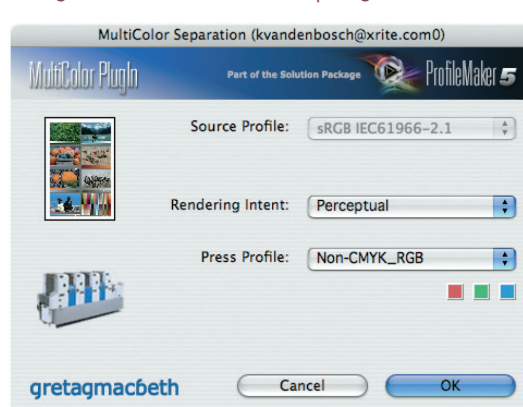 MultiColor Separation (kvandenbosch@xrite.com0)
MultiColor PlugIn
Part of the Solution Package
ProfileMaker 5
Source Profile:
sRGB IEC61966-2.1
Rendering Intent:
Perceptual
Press Profile:
Non-CMYK_RGB
gretagmacbeth
Cancel
OK